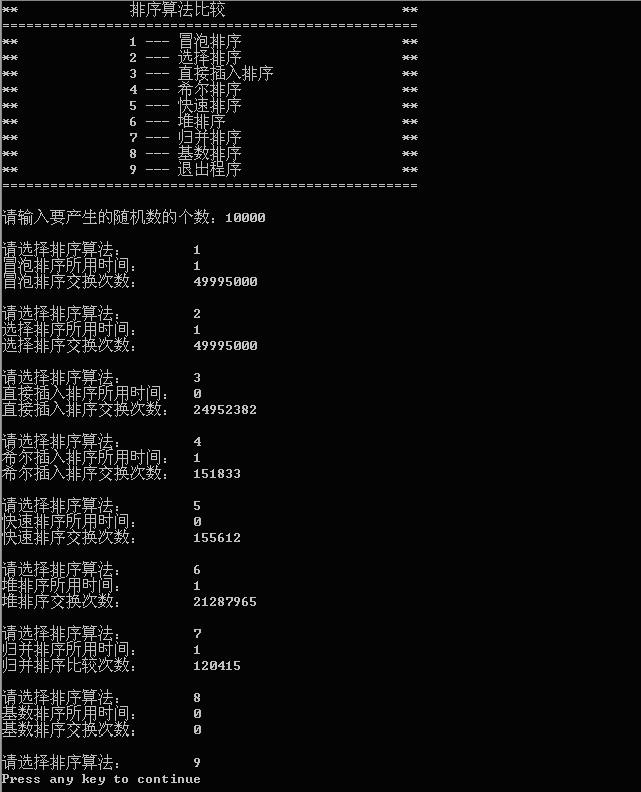 **              排序算法比较                      **
====================================================
**              1 --- 冒泡排序                    **
**              2 --- 选择排序                    **
**              3 --- 直接插入排序                **
**              4 --- 希尔排序                    **
**              5 --- 快速排序                    **
**              6 --- 堆排序                      **
**              7 --- 归并排序                    **
**              8 --- 基数排序                    **
**              9 --- 退出程序                    **
====================================================
请输入要产生的随机数的个数：10000
请选择排序算法：        1
冒泡排序所用时间：      1
冒泡排序交换次数：      49995000
请选择排序算法：        2
选择排序所用时间：      1
选择排序交换次数：      49995000
请选择排序算法：        3
直接插入排序所用时间：  0
直接插入排序交换次数：  24952382
请选择排序算法：        4
希尔插入排序所用时间：  1
希尔插入排序交换次数：  151833
请选择排序算法：        5
快速排序所用时间：      0
快速排序交换次数：      155612
请选择排序算法：        6
堆排序所用时间：        1
堆排序交换次数：        21287965
请选择排序算法：        7
归并排序所用时间：      1
归并排序比较次数：      120415
请选择排序算法：        8
基数排序所用时间：      0
基数排序交换次数：      0
请选择排序算法：        9
Press any key to continue